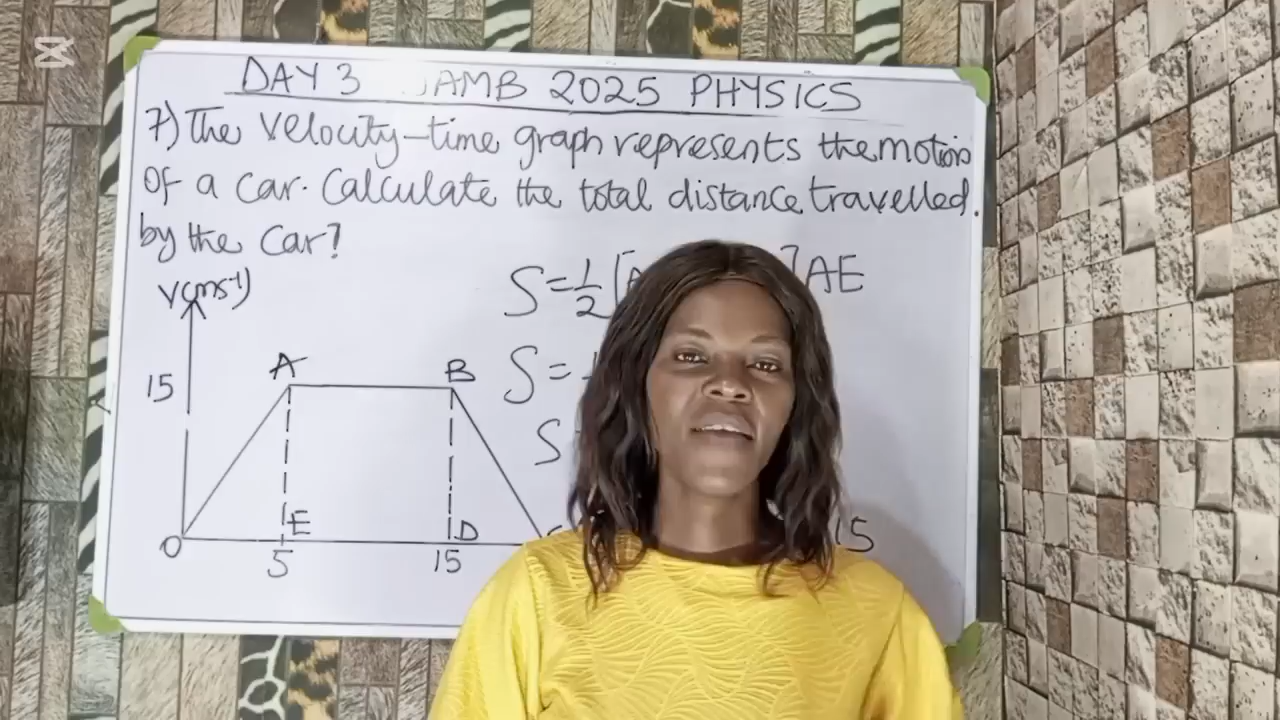 DAY 3 JAMB 2025 PHYSICS
7) The velocity-time graph represents the motion
of a car. Calculate the total distance travelled
by the car?
V(ms⁻¹)
S=½[A ]AE
15
A
B
S=
S
E
D
O
5
15
15